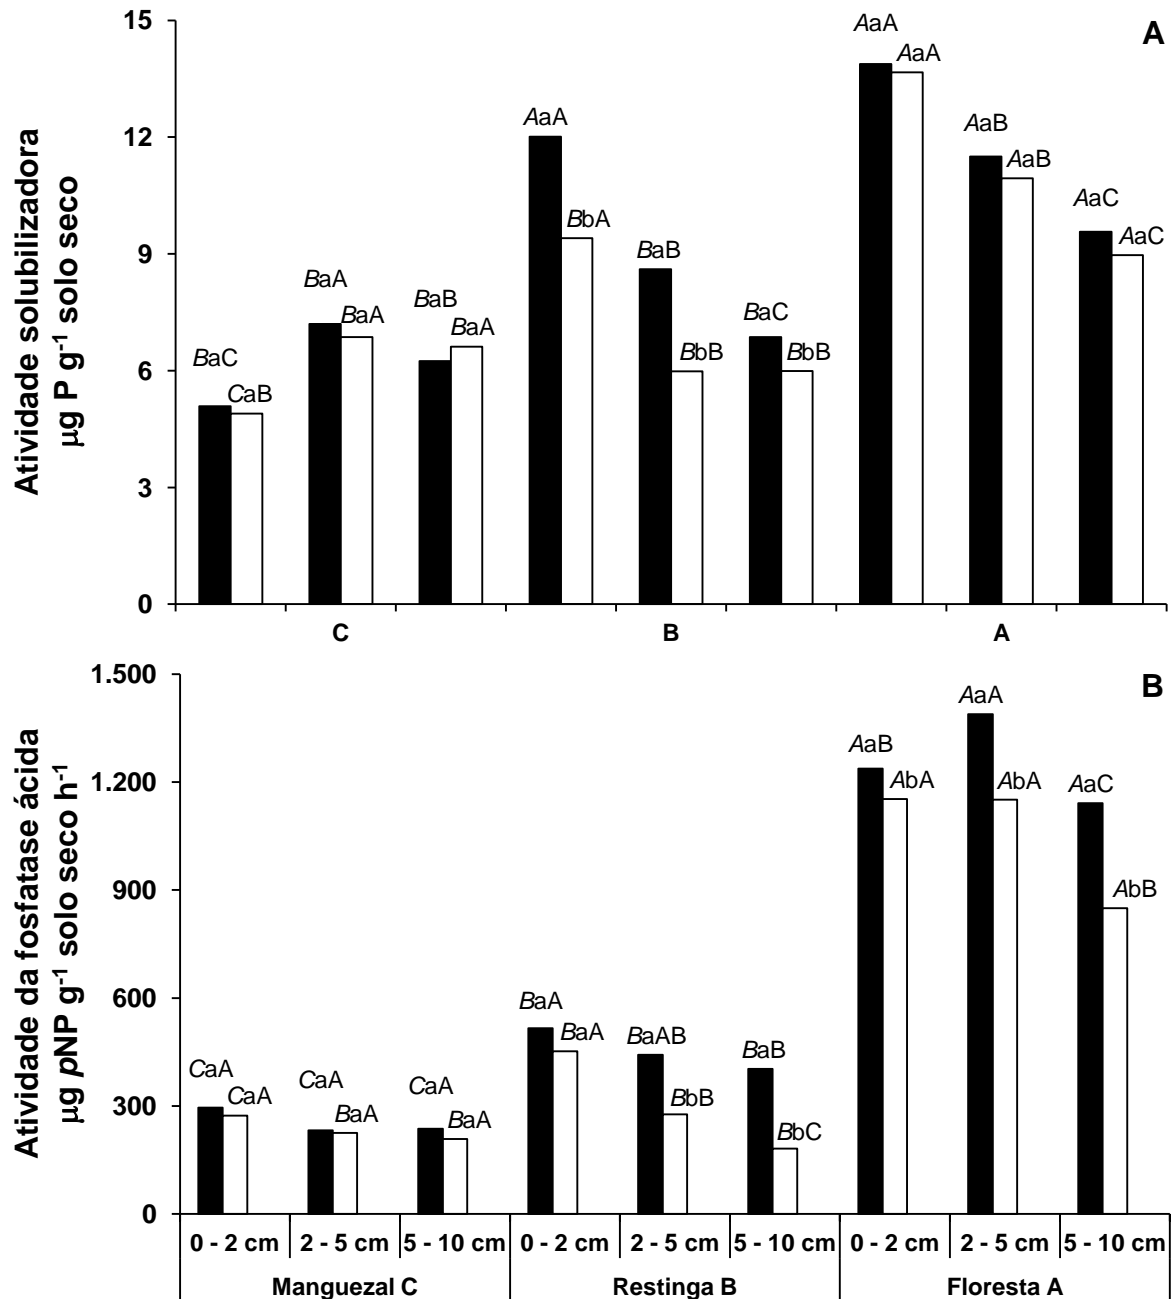 15
A
AaA
AaA
Atividade solubilizadora
µg P g-1 solo seco
12
AaA
AaB
AaB
BbA
AaC
AaC
9
BaA
BaB
BaB
BaA
BaA
BaC
BbB
BbB
6
BaC
CaB
3
0
C
B
A
1.500
B
AaA
Atividade da fosfatase ácida
µg pNP g-1 solo seco h-1
AaB
AbA
AbA
AaC
1.200
AbB
900
600
BaA
BaA
BaAB
BaB
CaA
CaA
CaA
BaA
CaA
BaA
BbB
BbC
300
0
0 - 2 cm
2 - 5 cm
5 - 10 cm
0 - 2 cm
2 - 5 cm
5 - 10 cm
0 - 2 cm
2 - 5 cm
5 - 10 cm
Manguezal C
Restinga B
Floresta A